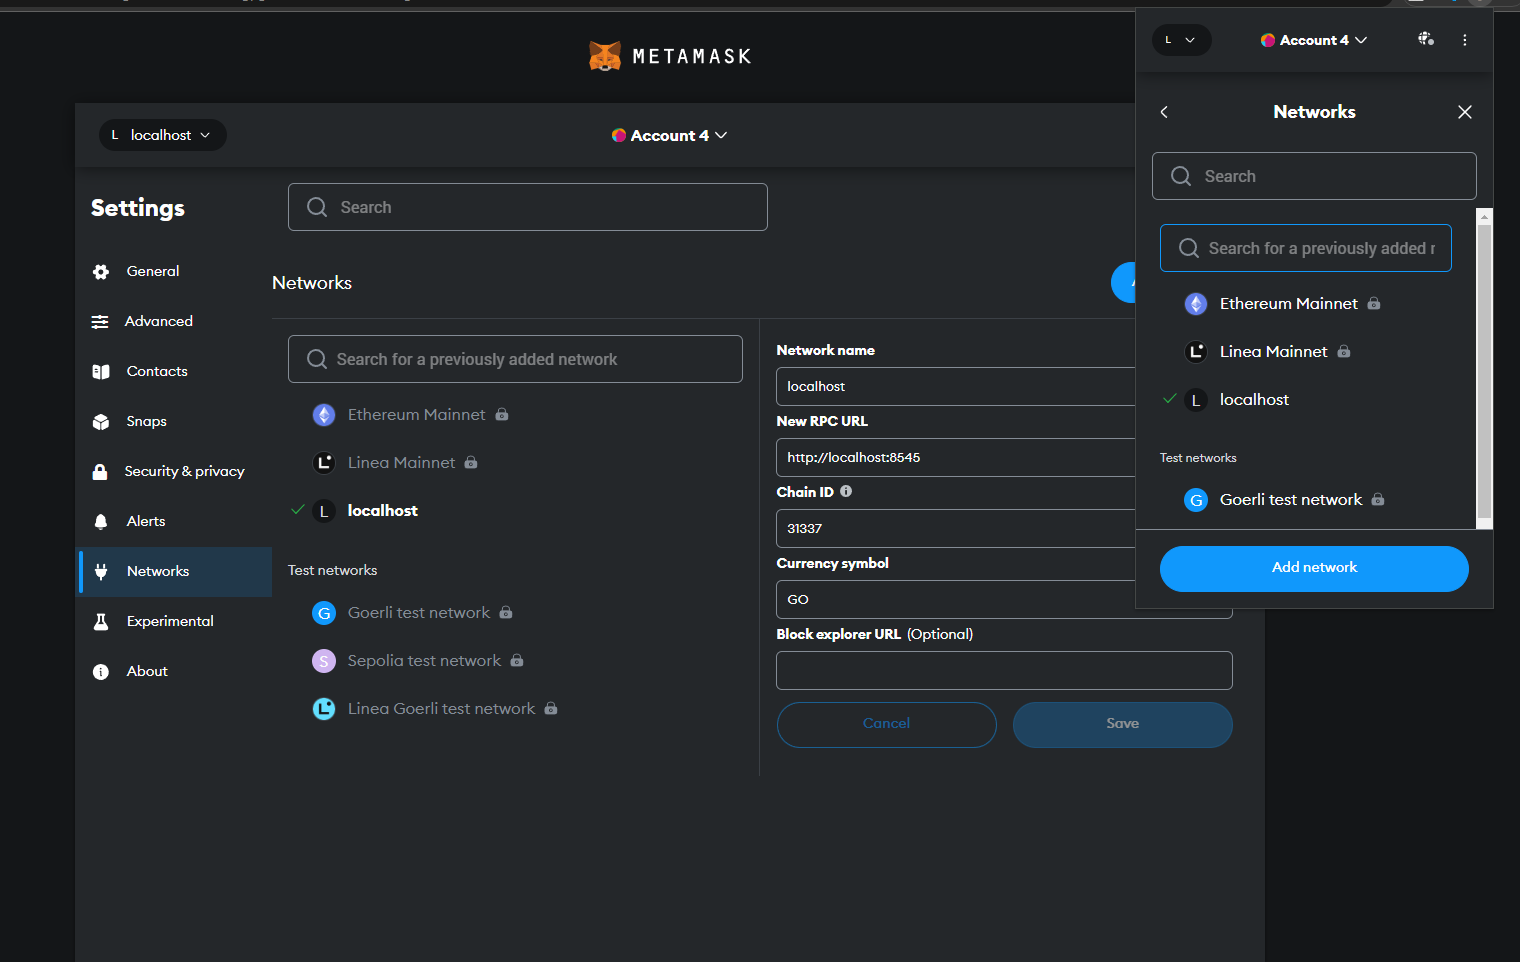 METAMASK
L localhost
Account 4
Settings
Search
General
Advanced
Contacts
Snaps
Security & privacy
Alerts
Networks
Experimental
About
Networks
Search for a previously added network
Ethereum Mainnet
Linea Mainnet
L localhost
Test networks
G Goerli test network
S Sepolia test network
Linea Goerli test network
Network name
localhost
New RPC URL
http://localhost:8545
Chain ID
31337
Currency symbol
GO
Block explorer URL (Optional)
Cancel
Save
L
Account 4
Networks
Search
Search for a previously added
Ethereum Mainnet
Linea Mainnet
L localhost
Test networks
G Goerli test network
Add network